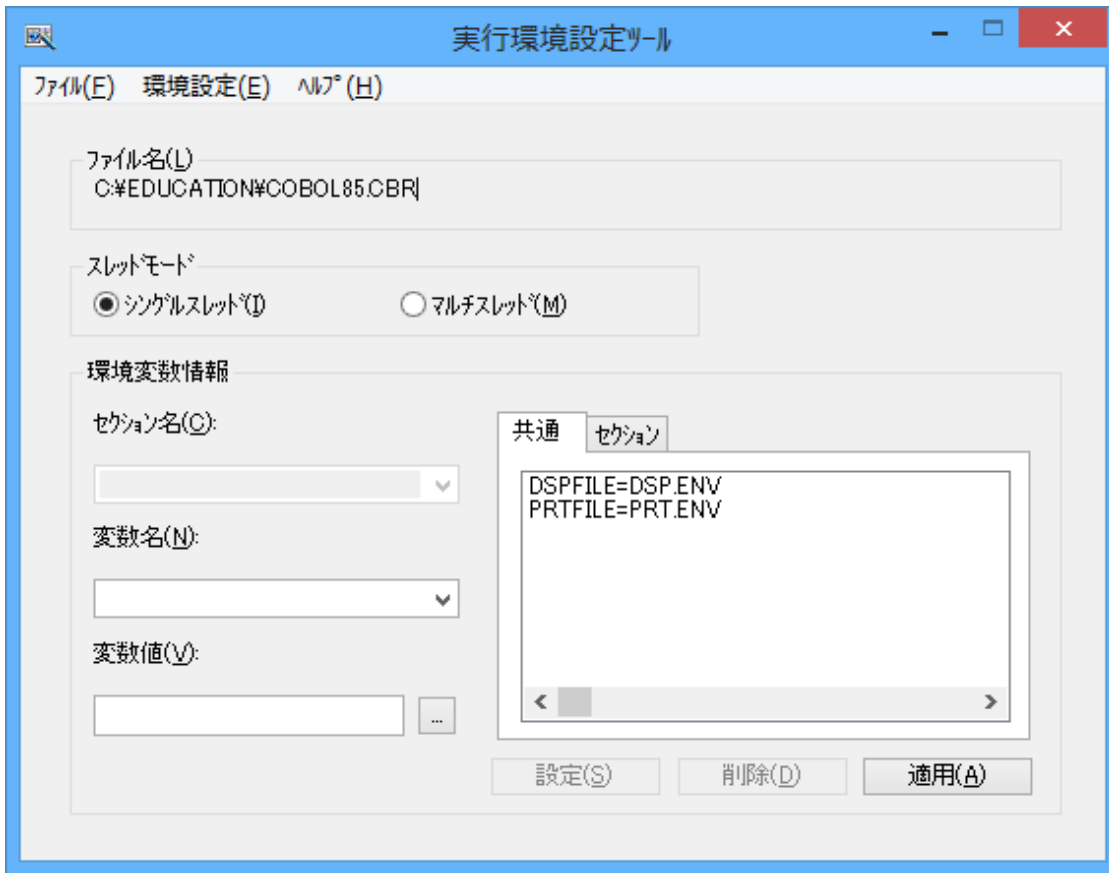 実行環境設定ﾂｰﾙ
ﾌｧｲﾙ(F) 環境設定(E) ﾍﾙﾌﾟ(H)
ﾌｧｲﾙ名(L)
C:¥EDUCATION¥COBOL85.CBR
ｽﾚｯﾄﾞﾓｰﾄﾞ
ｼﾝｸﾞﾙｽﾚｯﾄﾞ(I) ﾏﾙﾁｽﾚｯﾄﾞ(M)
環境変数情報
ｾｸｼｮﾝ名(C):
共通 ｾｸｼｮﾝ
DSPFILE=DSP.ENV
PRTFILE=PRT.ENV
変数名(N):
変数値(V):
...
設定(S) 削除(D) 適用(A)